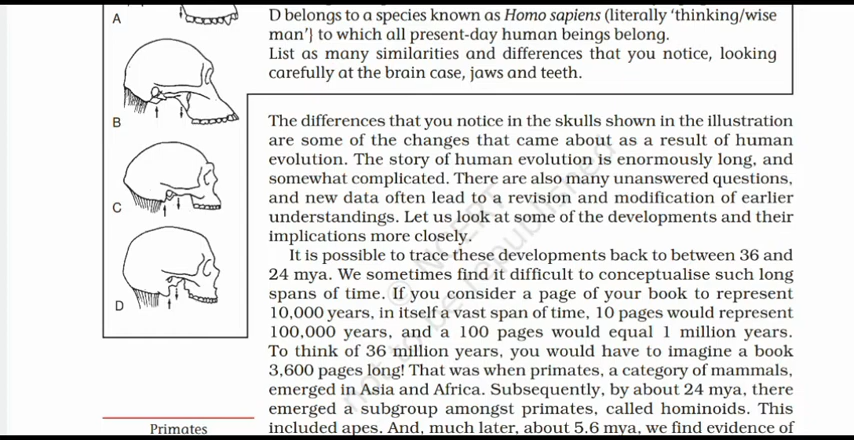 A
D belongs to a species known as Homo sapiens (literally ‘thinking/wise
man’) to which all present-day human beings belong.
List as many similarities and differences that you notice, looking
carefully at the brain case, jaws and teeth.
B
C
D
The differences that you notice in the skulls shown in the illustration
are some of the changes that came about as a result of human
evolution. The story of human evolution is enormously long, and
somewhat complicated. There are also many unanswered questions,
and new data often lead to a revision and modification of earlier
understandings. Let us look at some of the developments and their
implications more closely.
It is possible to trace these developments back to between 36 and
24 mya. We sometimes find it difficult to conceptualise such long
spans of time. If you consider a page of your book to represent
10,000 years, in itself a vast span of time, 10 pages would represent
100,000 years, and a 100 pages would equal 1 million years.
To think of 36 million years, you would have to imagine a book
3,600 pages long! That was when primates, a category of mammals,
emerged in Asia and Africa. Subsequently, by about 24 mya, there
emerged a subgroup amongst primates, called hominoids. This
included apes. And, much later, about 5.6 mya, we find evidence of
Primates
© NCERT
not to be republished